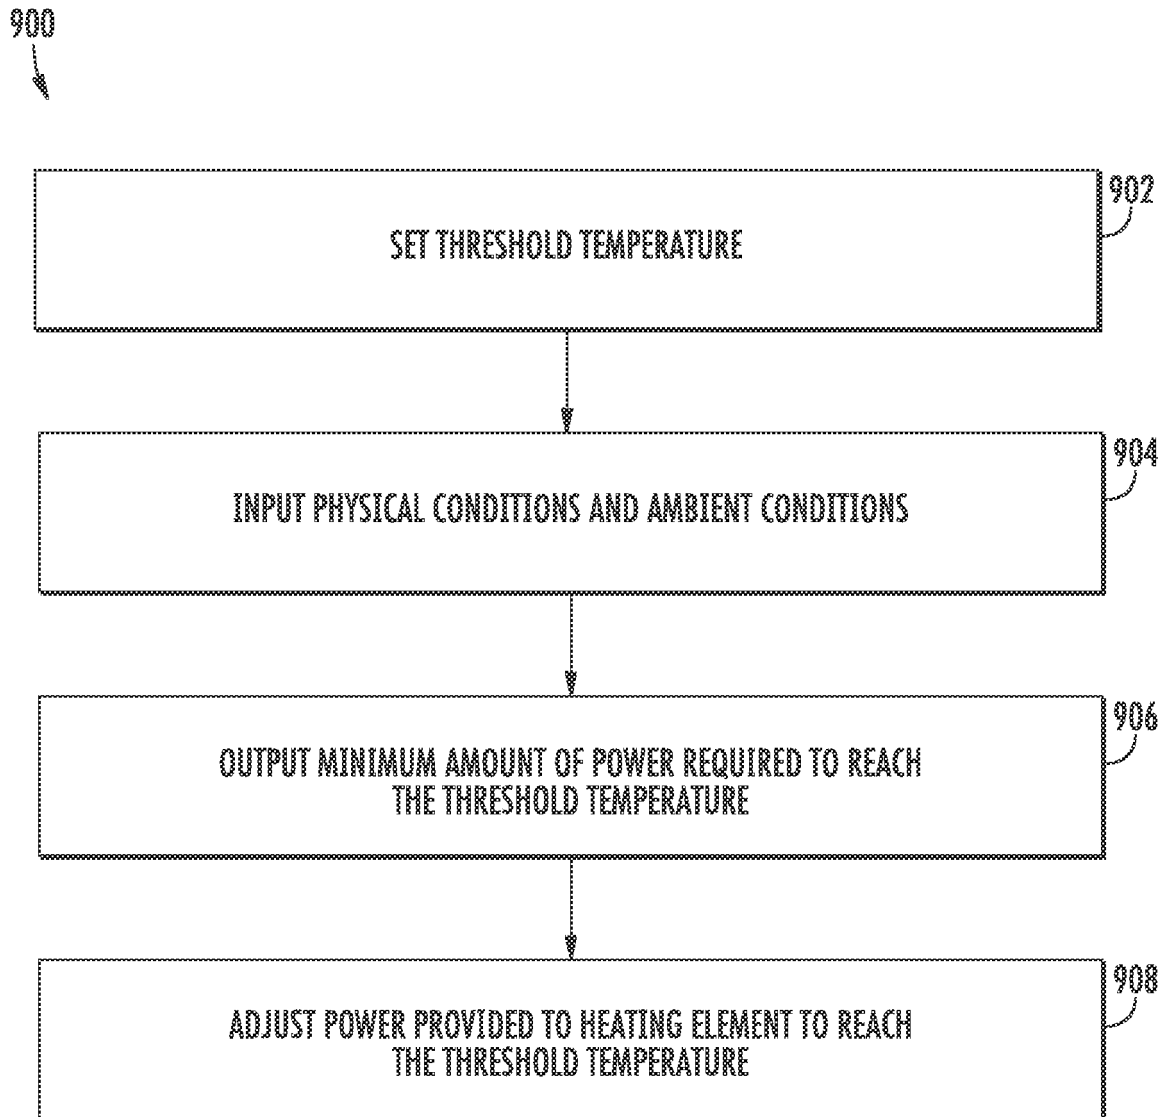 900
902
SET THRESHOLD TEMPERATURE
904
INPUT PHYSICAL CONDITIONS AND AMBIENT CONDITIONS
906
OUTPUT MINIMUM AMOUNT OF POWER REQUIRED TO REACH
THE THRESHOLD TEMPERATURE
908
ADJUST POWER PROVIDED TO HEATING ELEMENT TO REACH
THE THRESHOLD TEMPERATURE